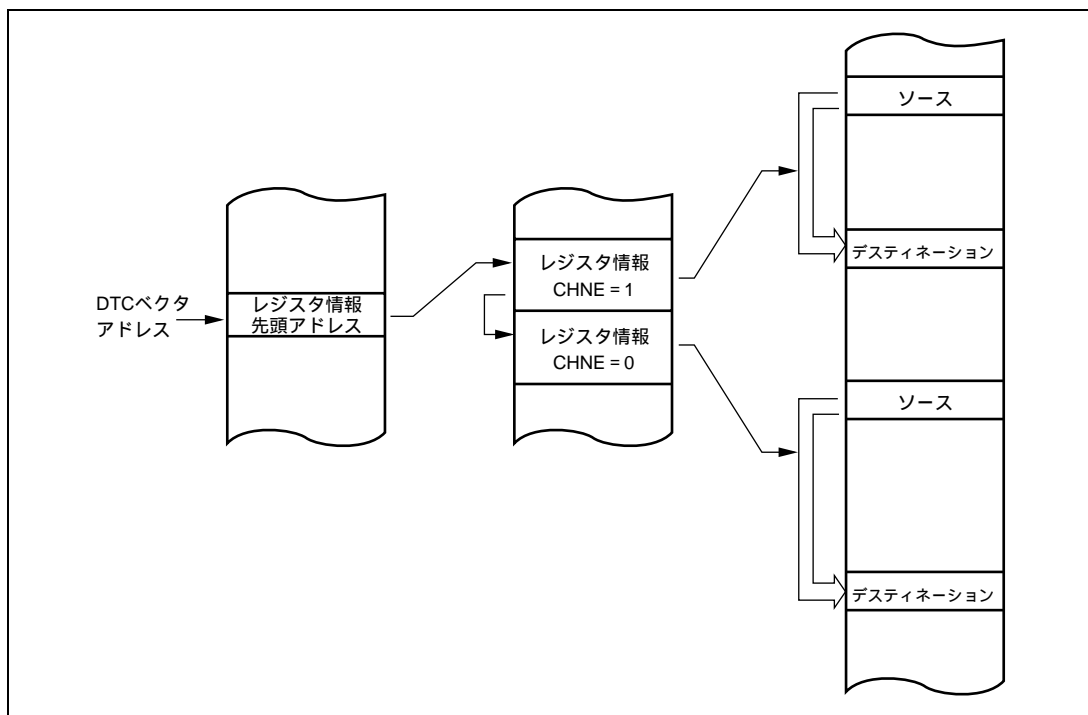 DTCベクタ
アドレス
レジスタ情報
先頭アドレス
レジスタ情報
CHNE = 1
レジスタ情報
CHNE = 0
ソース
デスティネーション
ソース
デスティネーション